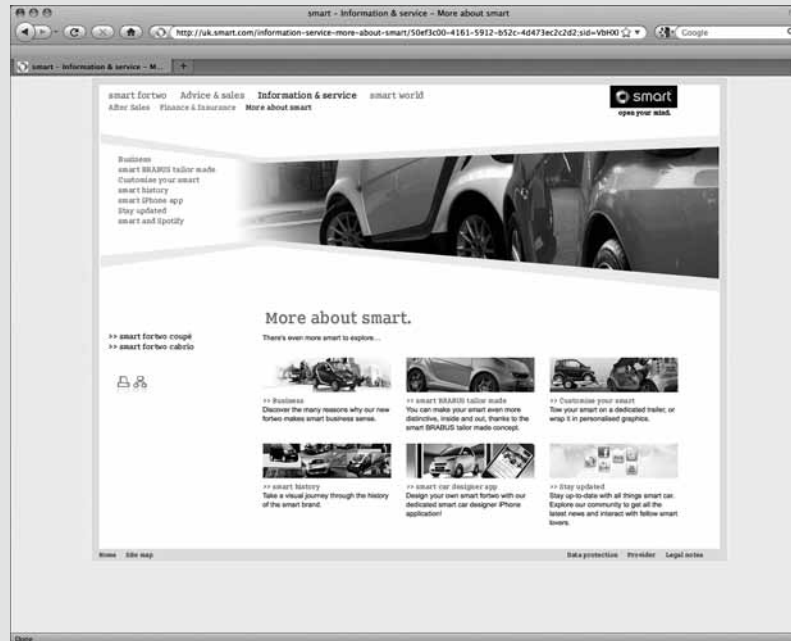 smart – Information & service – More about smart
http://uk.smart.com/information-service-more-about-smart/50ef3c00-4161-5912-b52c-4d473ec2c2d2;sid=VbHXI
Google
smart – Information & service – M...
smart fortwo Advice & sales Information & service smart world
After Sales Finance & Insurance More about smart
smart
open your mind.
Business
smart BRABUS tailor made
Customise your smart
smart history
smart iPhone app
Stay updated
smart and Spotify
More about smart.
There's even more smart to explore...
>> smart fortwo coupé
>> smart fortwo cabrio
>> Business
Discover the many reasons why our new
fortwo makes smart business sense.
>> smart BRABUS tailor made
You can make your smart even more
distinctive, inside and out, thanks to the
smart BRABUS tailor made concept.
>> Customise your smart
Tow your smart on a dedicated trailer, or
wrap it in personalised graphics.
>> smart history
Take a visual journey through the history
of the smart brand.
>> smart car designer app
Design your own smart fortwo with our
dedicated smart car designer iPhone
application!
>> Stay updated
Stay up-to-date with all things smart car.
Explore our community to get all the
latest news and interact with fellow smart
lovers.
Home Site map
Data protection Provider Legal notes
Done